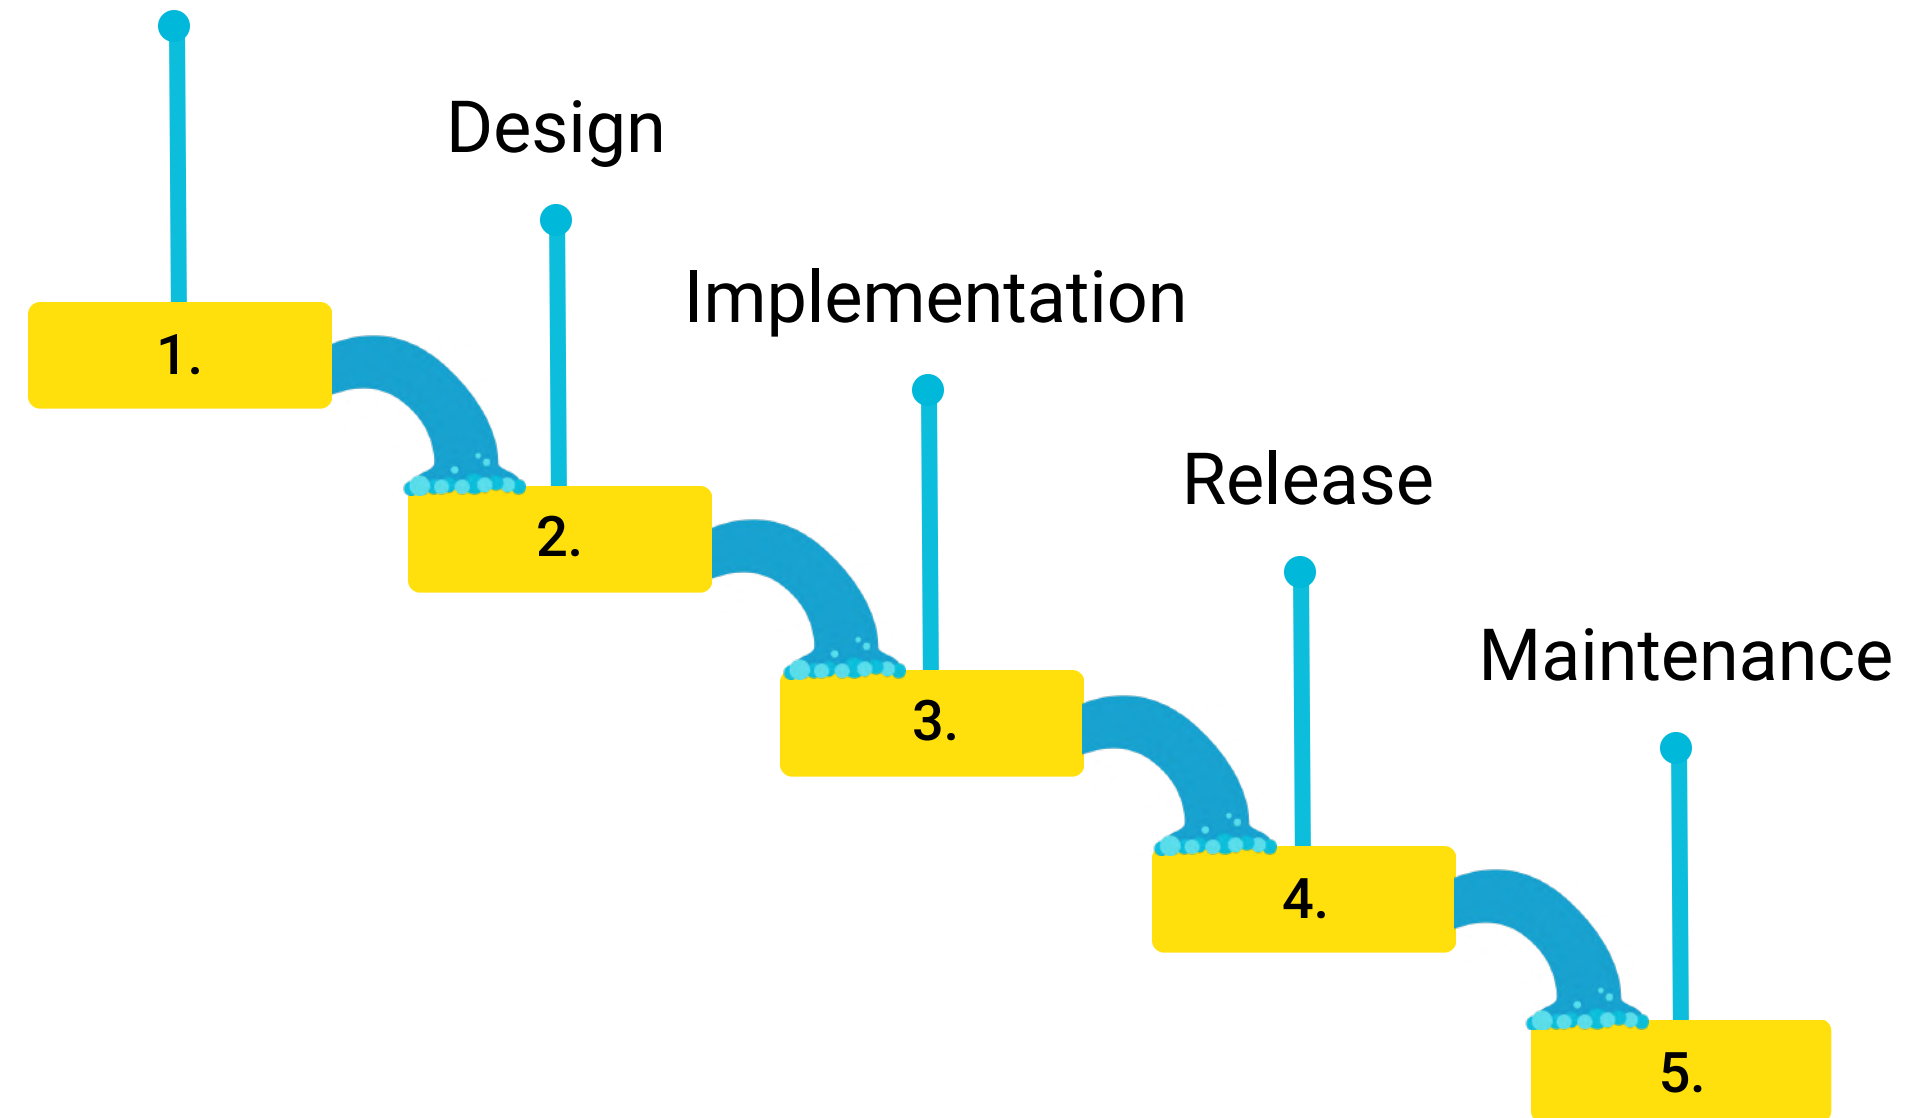 Design
Implementation
1.
Release
2.
Maintenance
3.
4.
5.